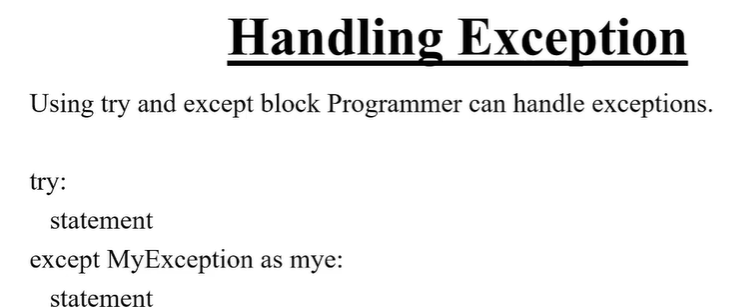 Handling Exception
Using try and except block Programmer can handle exceptions.
try:
statement
except MyException as mye:
statement